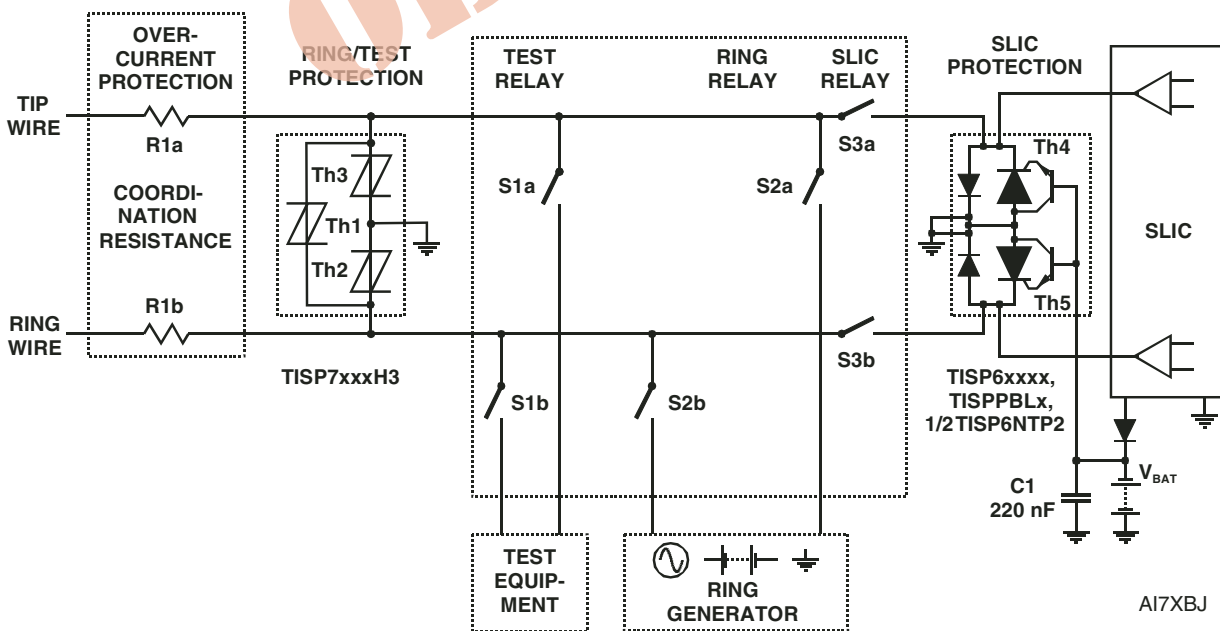 OVER-
CURRENT
PROTECTION
RING/TEST
PROTECTION
TEST
RELAY
RING
RELAY
SLIC
RELAY
SLIC
PROTECTION
TIP
WIRE
R1a
S3a
Th4
Th3
S1a
S2a
COORDI-
NATION
RESISTANCE
Th1
SLIC
Th2
Th5
R1b
RING
WIRE
S3b
TISP7xxxH3
S1b
S2b
TISP6xxxx,
TISPPBLx,
1/2TISP6NTP2
C1
220 nF
VBAT
TEST
EQUIP-
MENT
RING
GENERATOR
AI7XBJ